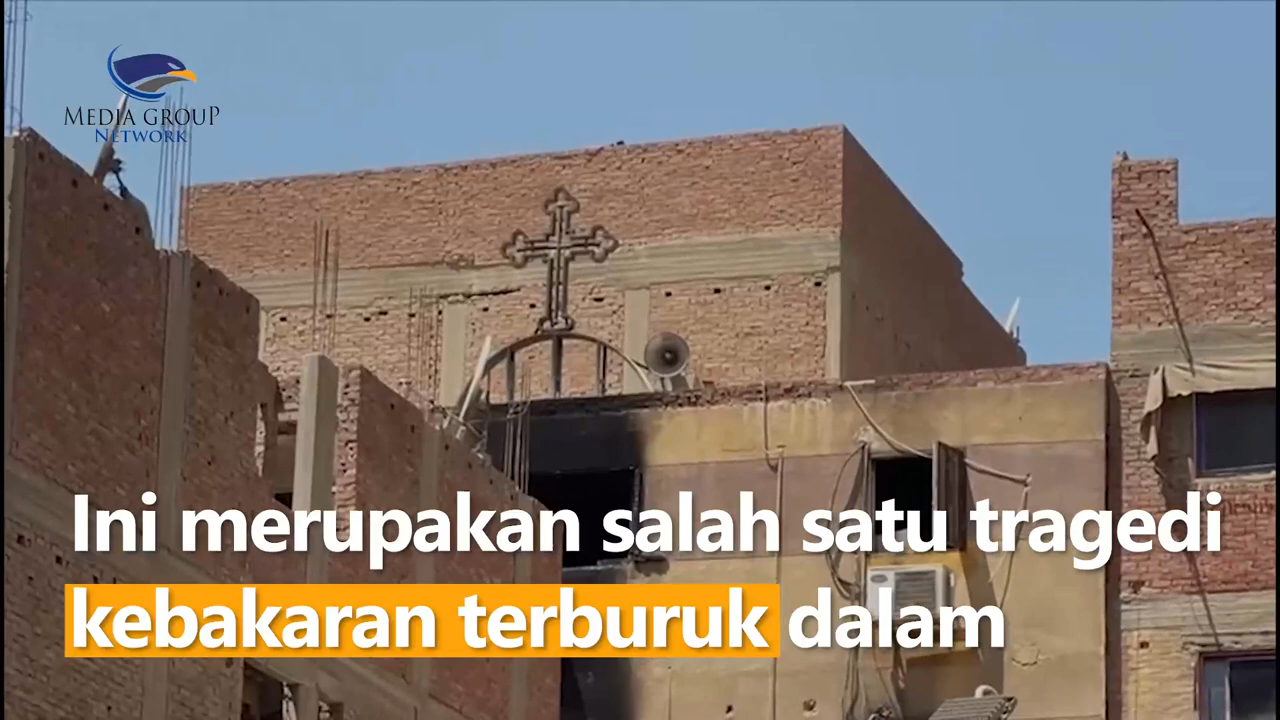 MEDIA GROUP
NETWORK
Ini merupakan salah satu tragedi
kebakaran terburuk dalam